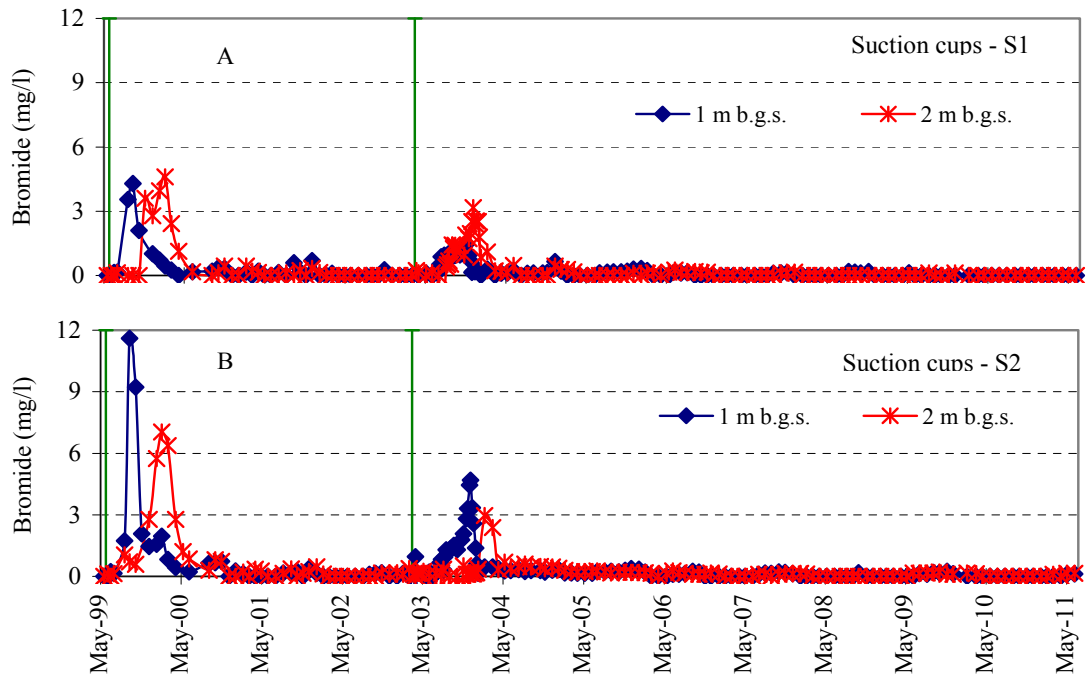 12
9
6
3
0
Bromide (mg/l)
A
Suction cups - S1
1 m b.g.s.
2 m b.g.s.
12
9
6
3
0
Bromide (mg/l)
B
Suction cups - S2
1 m b.g.s.
2 m b.g.s.
May-99
May-00
May-01
May-02
May-03
May-04
May-05
May-06
May-07
May-08
May-09
May-10
May-11